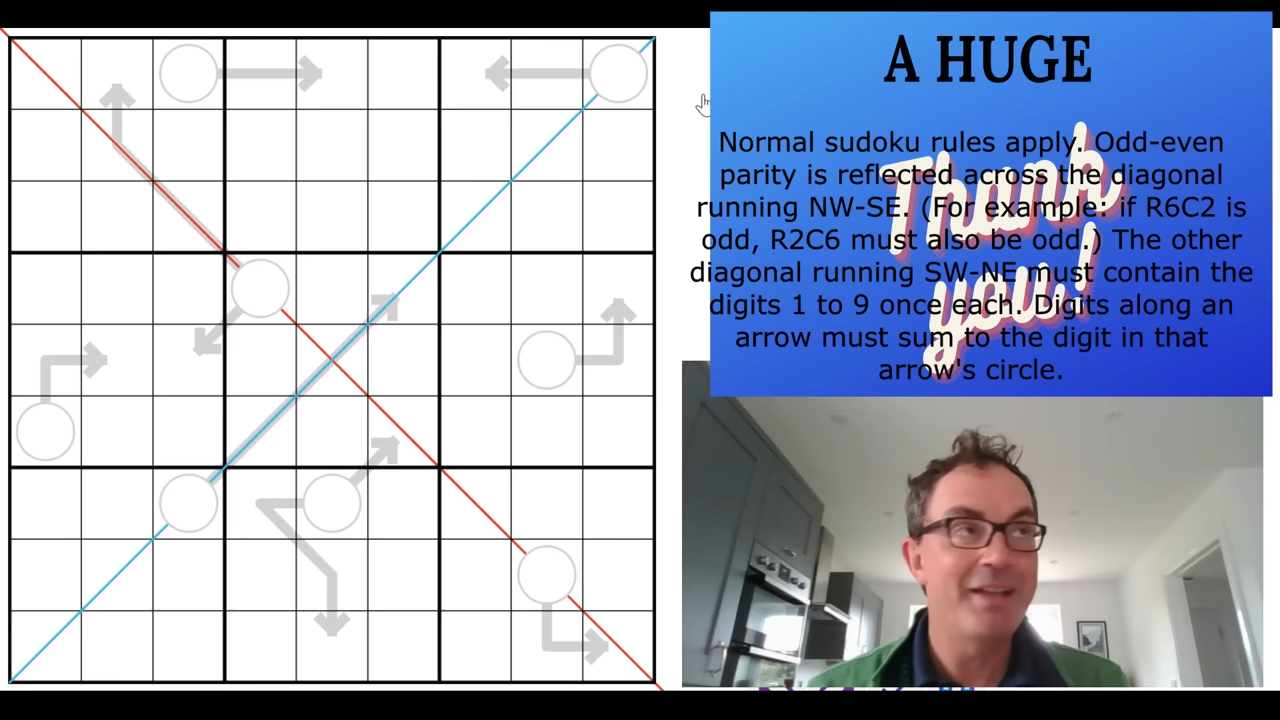 A HUGE
Thank
you!
Normal sudoku rules apply. Odd-even
parity is reflected across the diagonal
running NW-SE. (For example: if R6C2 is
odd, R2C6 must also be odd.) The other
diagonal running SW-NE must contain the
digits 1 to 9 once each. Digits along an
arrow must sum to the digit in that
arrow's circle.